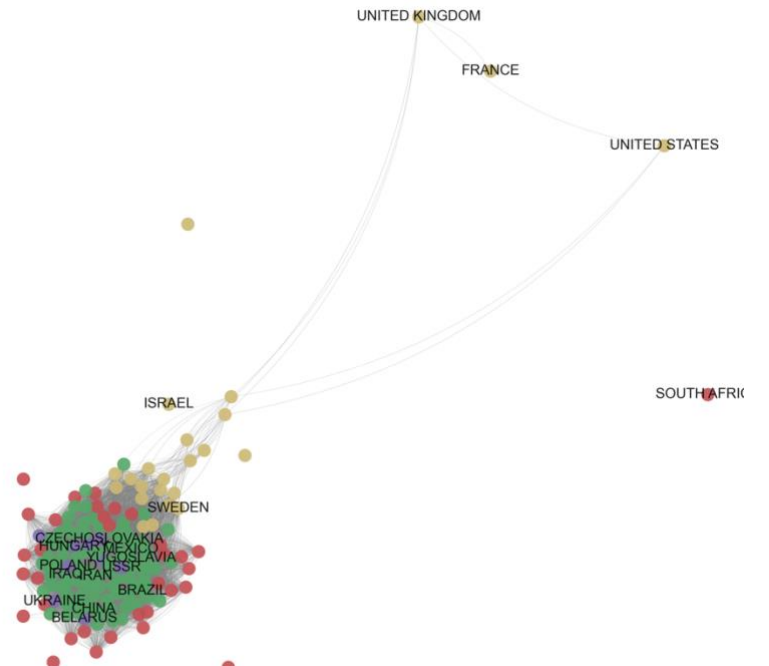 UNITED KINGDOM
FRANCE
UNITED STATES
SOUTH AFRIC
ISRAEL
SWEDEN
CZECHOSLOVAKIA
HUNGARY MEXICO
YUGOSLAVIA
POLAND USSR
IRAQ IRAN
BRAZIL
UKRAINE
CHINA
BELARUS